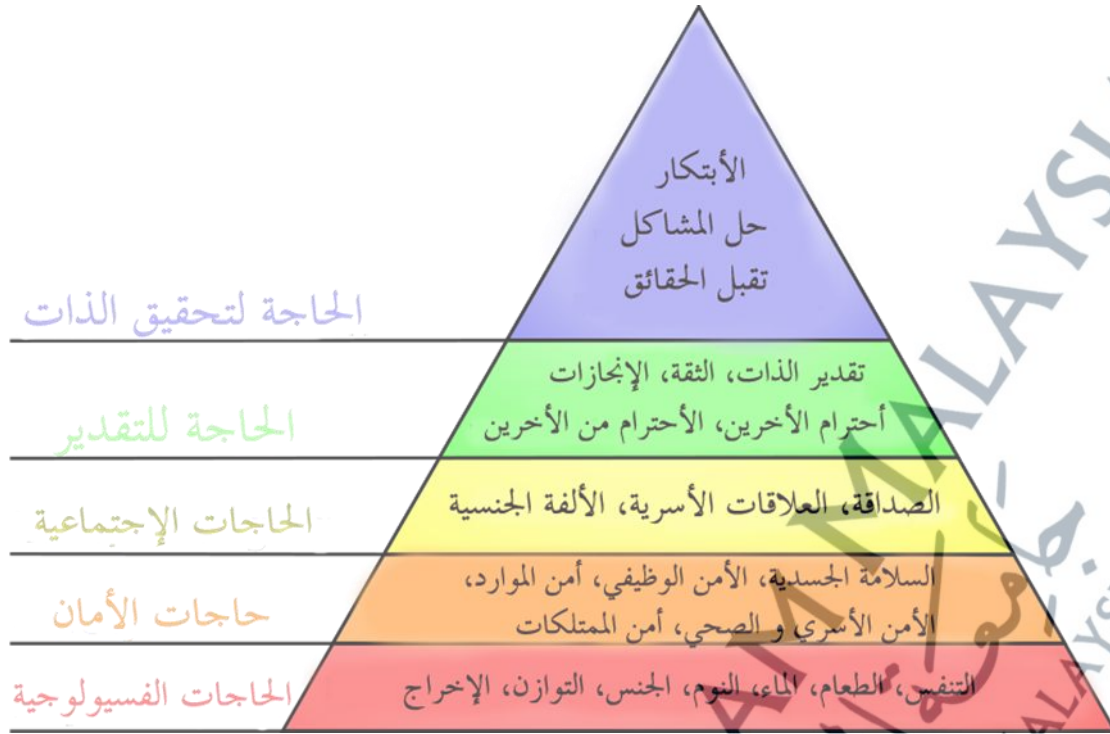 الأبتكار
حل المشاكل
تقبل الحقائق
الحاجة لتحقيق الذات
تقدير الذات، الثقة، الإنجازات
أحترام الأخرين، الأحترام من الأخرين
الحاجة للتقدير
الصداقة، العلاقات الأسرية، الألفة الجنسية
الحاجات الإجتماعية
السلامة الجسدية، الأمن الوظيفي، أمن الموارد،
الأمن الأسري و الصحي، أمن الممتلكات
حاجات الأمان
التنفس، الطعام، الماء، النوم، الجنس، التوازن، الإخراج
الحاجات الفسيولوجية
AM MALAYSI